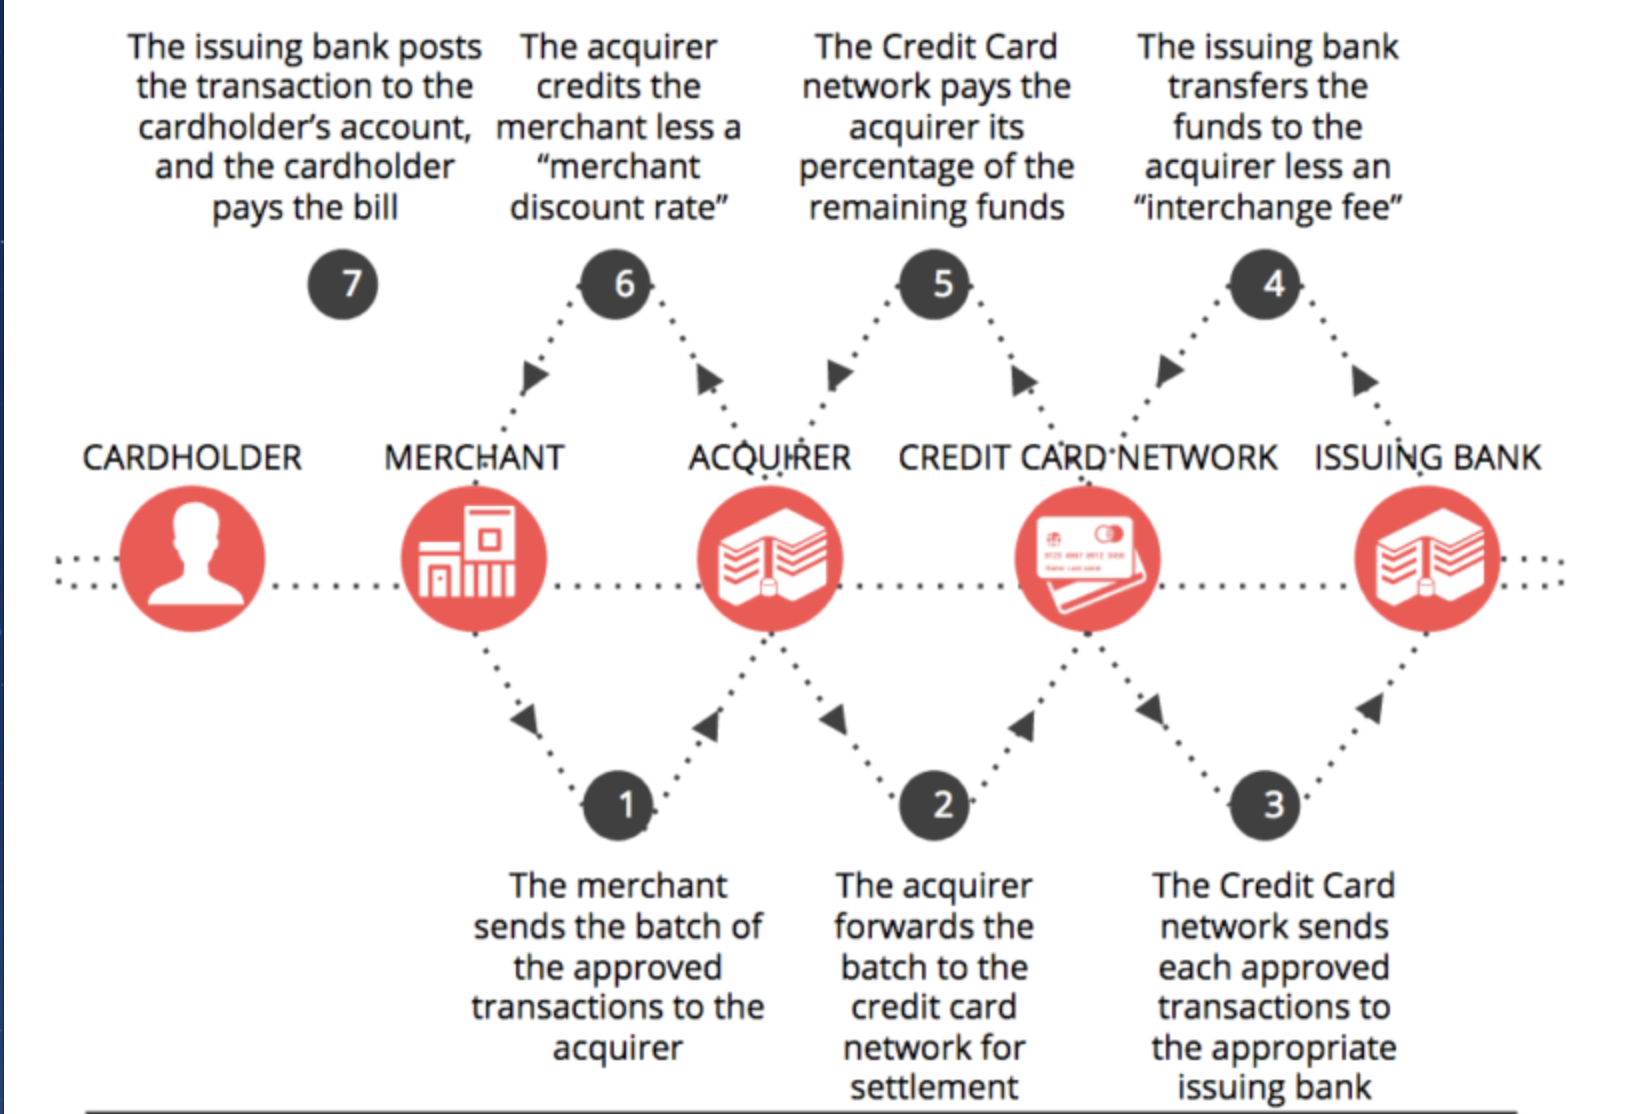 The issuing bank posts
the transaction to the
cardholder's account,
and the cardholder
pays the bill
The acquirer
credits the
merchant less a
“merchant
discount rate”
The Credit Card
network pays the
acquirer its
percentage of the
remaining funds
The issuing bank
transfers the
funds to the
acquirer less an
“interchange fee”
7
6
5
4
CARDHOLDER
MERCHANT
ACQUIRER
CREDIT CARD NETWORK
ISSUING BANK
1
2
3
The merchant
sends the batch of
the approved
transactions to the
acquirer
The acquirer
forwards the
batch to the
credit card
network for
settlement
The Credit Card
network sends
each approved
transactions to
the appropriate
issuing bank